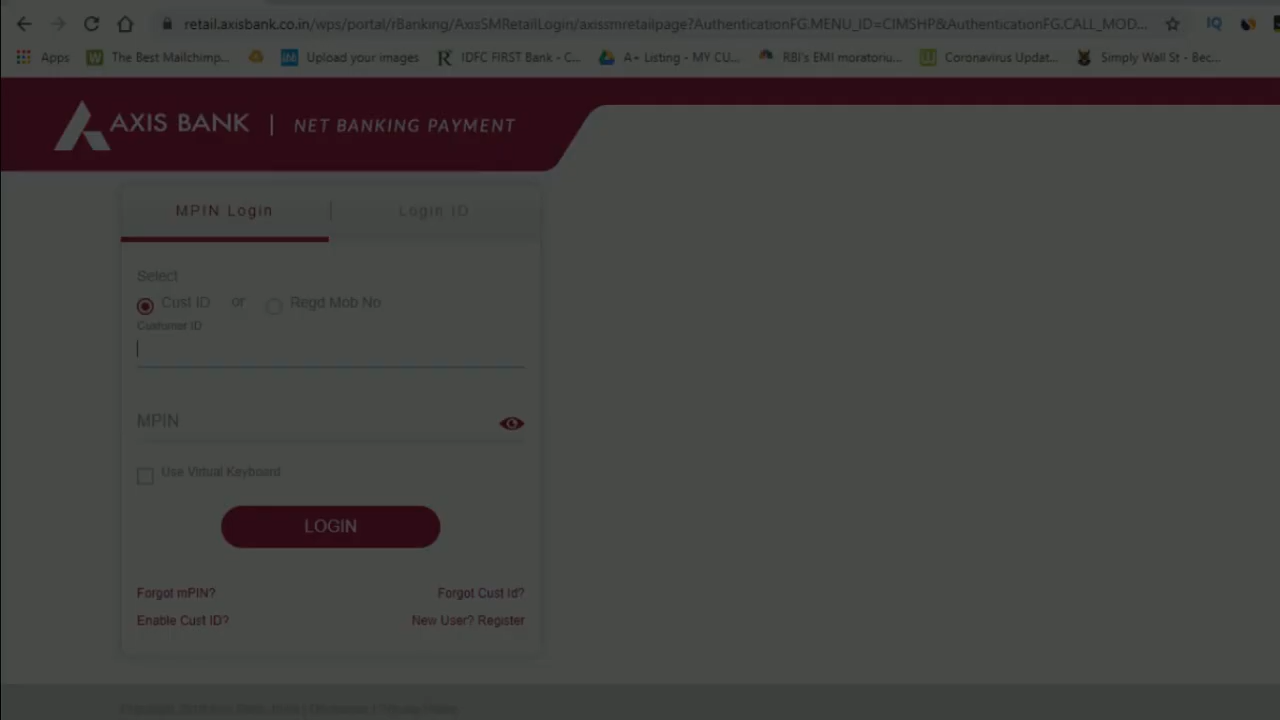 retail.axisbank.co.in/wps/portal/rBanking/AxisSMRetailLogin/axissmretailpage?AuthenticationFG.MENU_ID=CIMSHP&AuthenticationFG.CALL_MOD...
Apps The Best Mailchimp... Upload your images IDFC FIRST Bank - C... A+ Listing - MY CU... RBI's EMI moratoriu... Coronavirus Updat... Simply Wall St - Bec...
AXIS BANK | NET BANKING PAYMENT
MPIN Login | Login ID
Select
Cust ID or Regd Mob No
Customer ID
MPIN
Use Virtual Keyboard
LOGIN
Forgot mPIN? Forgot Cust Id?
Enable Cust ID? New User? Register